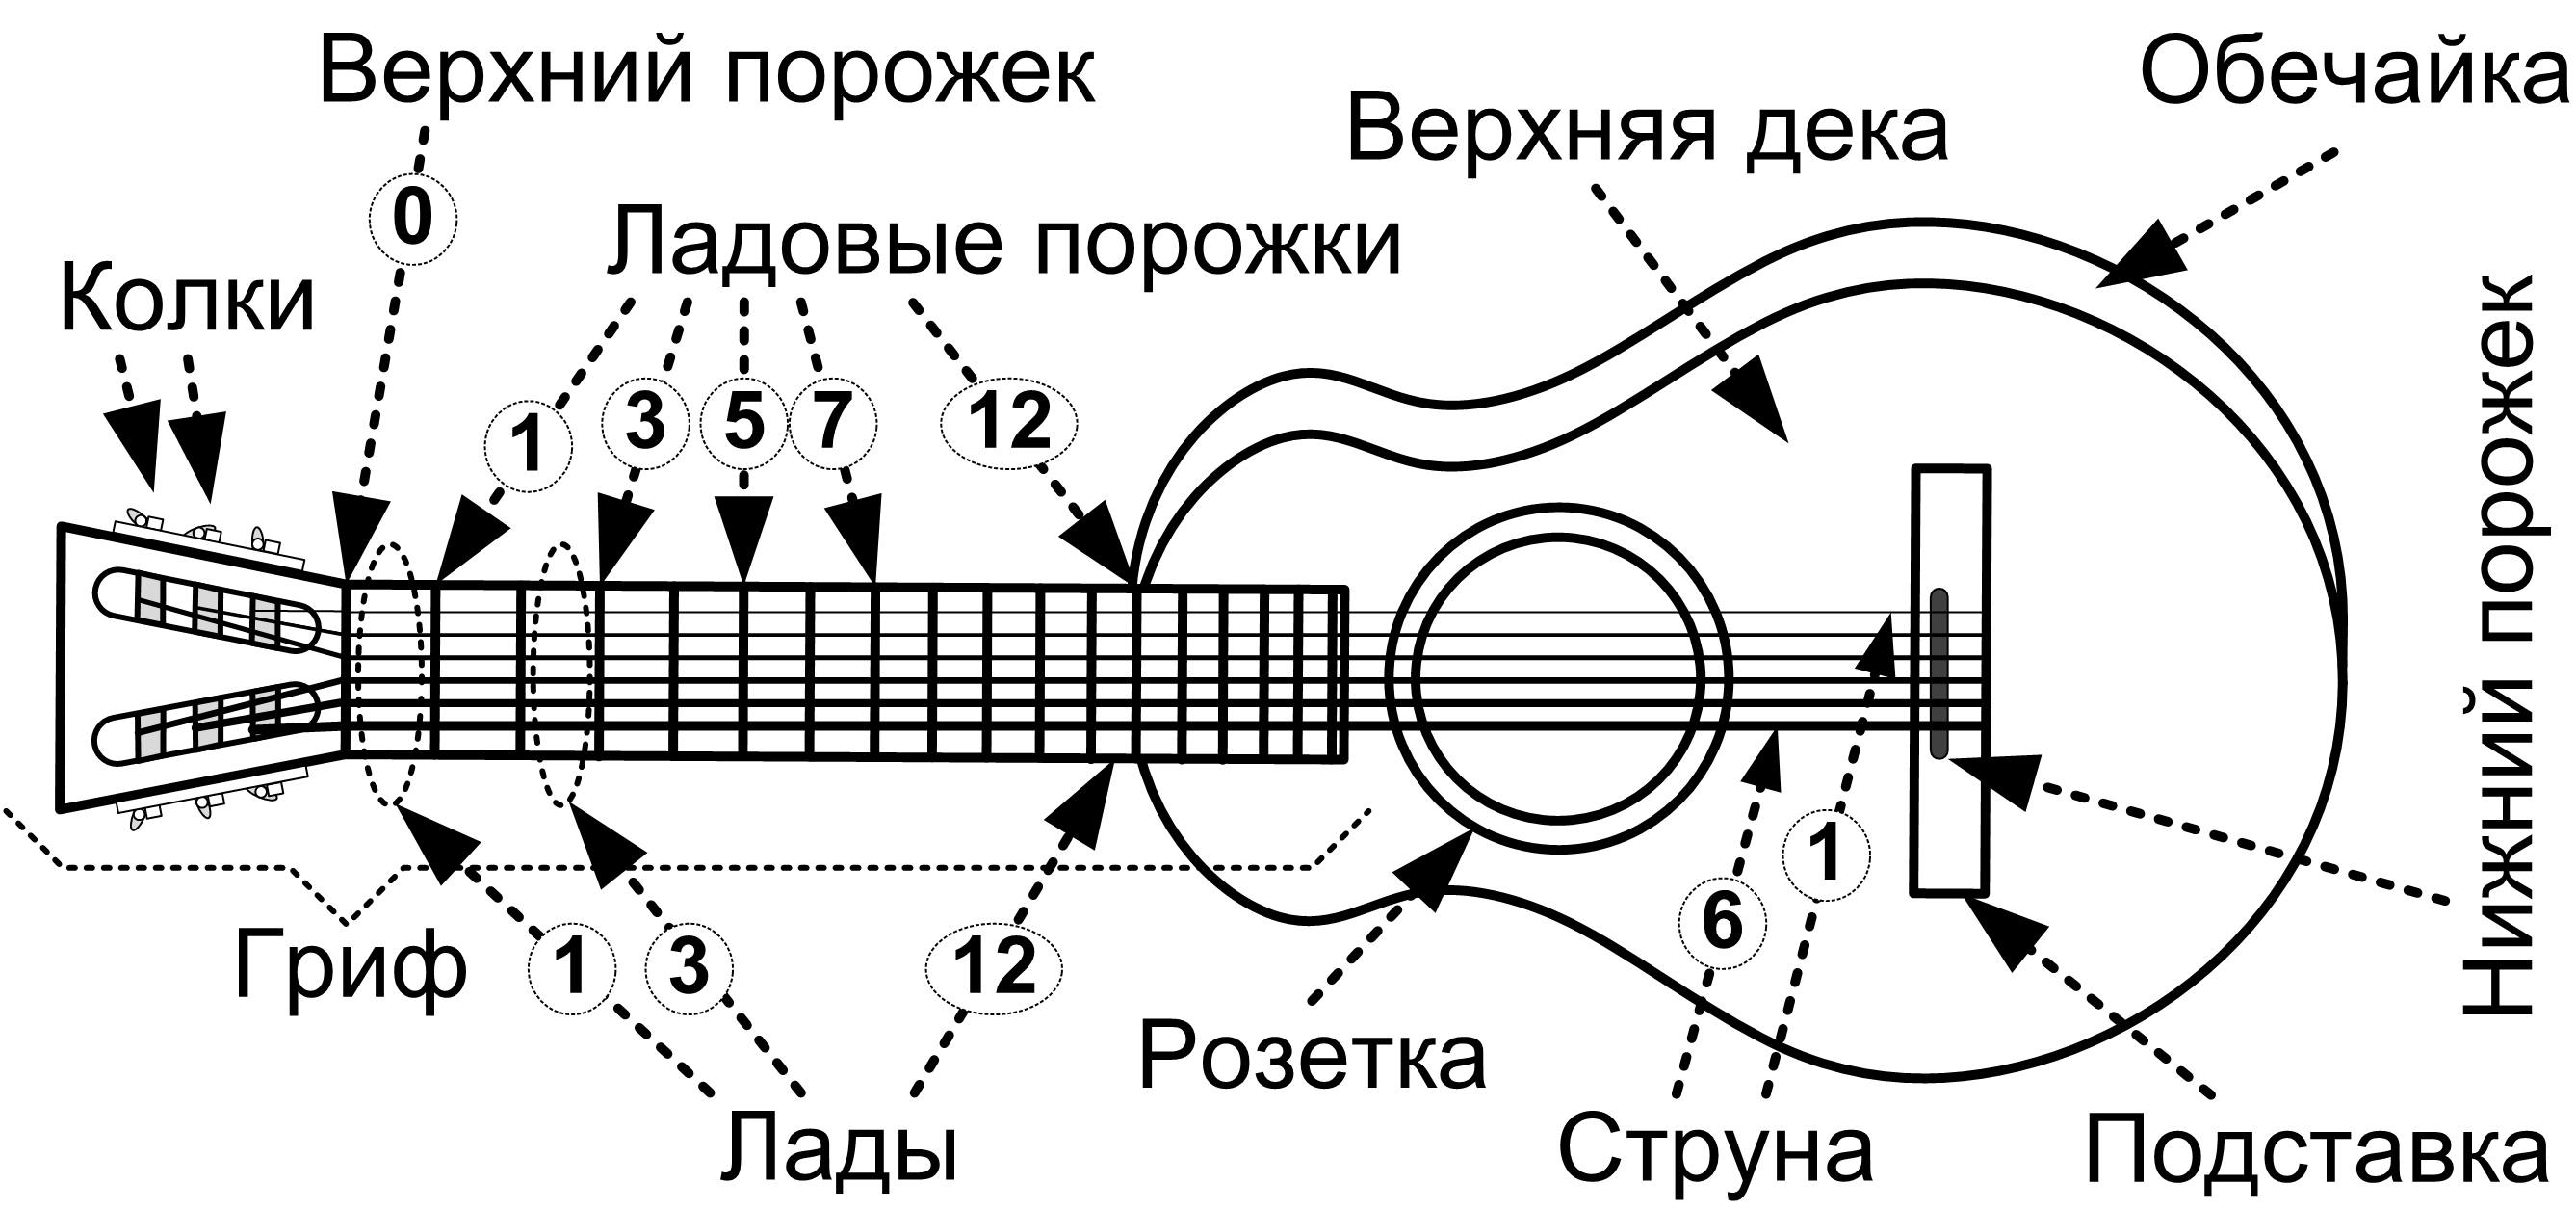 Верхний порожек
Обечайка
Верхняя дека
0
Ладовые порожки
Колки
1
3
5
7
12
Нижний порожек
Гриф
1
3
12
6
1
Розетка
Лады
Струна
Подставка